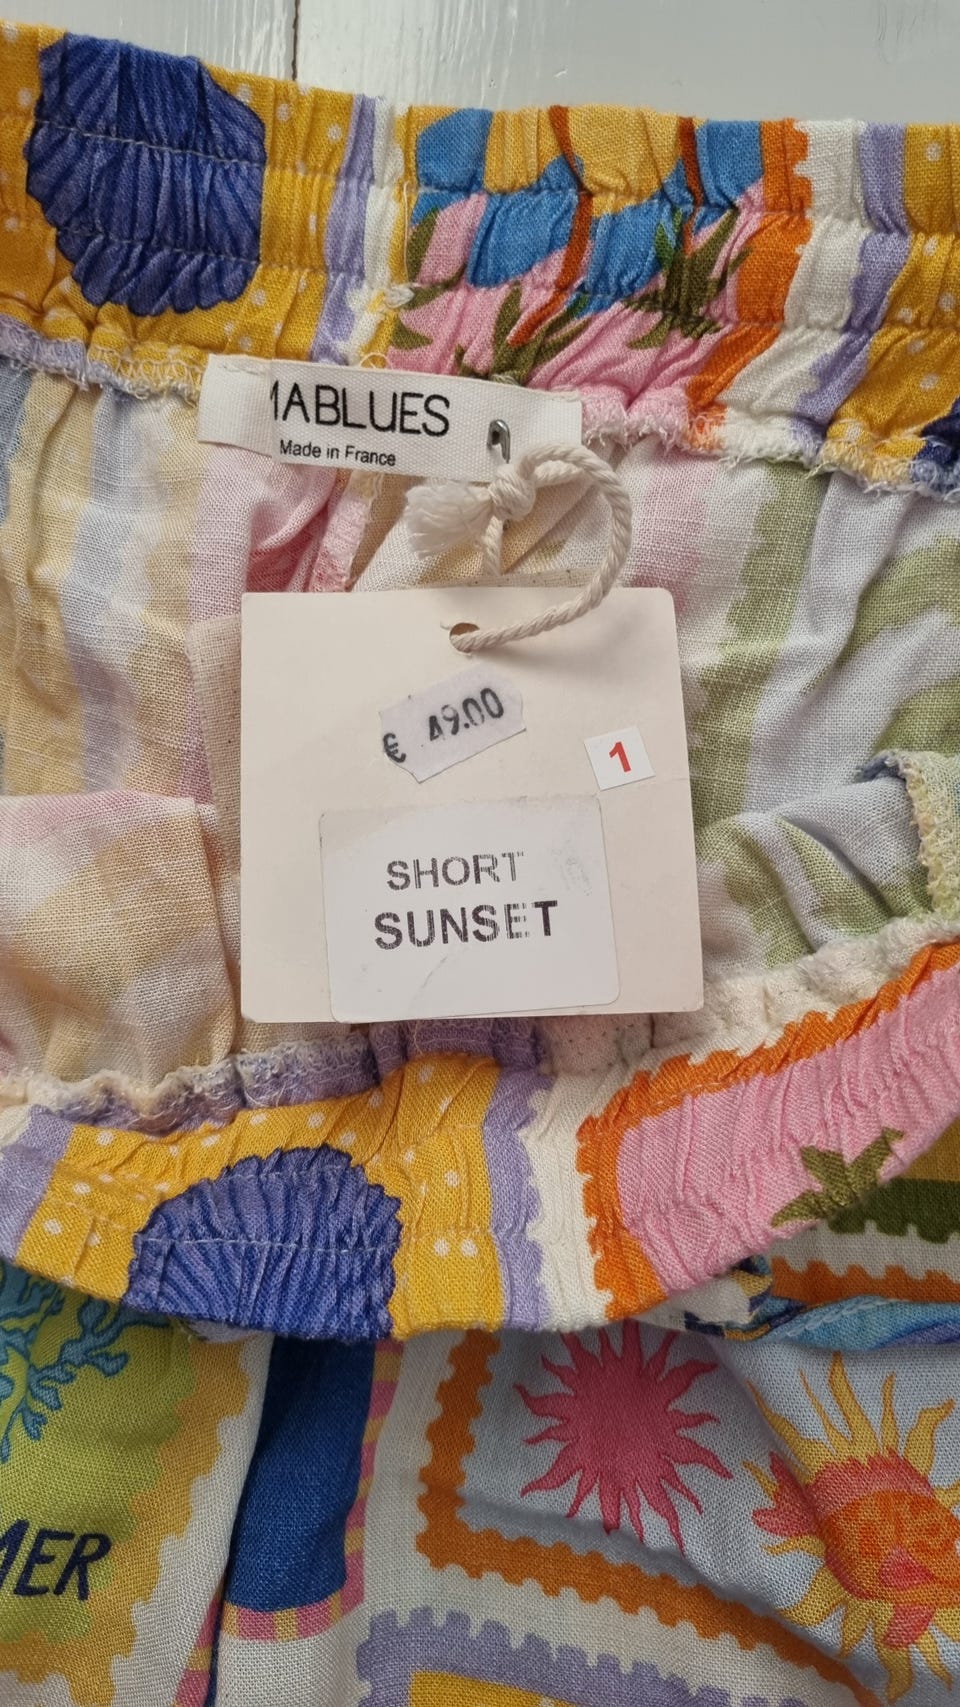 MABLUES
Made in France
€ 49.00
1
SHORT
SUNSET
MER